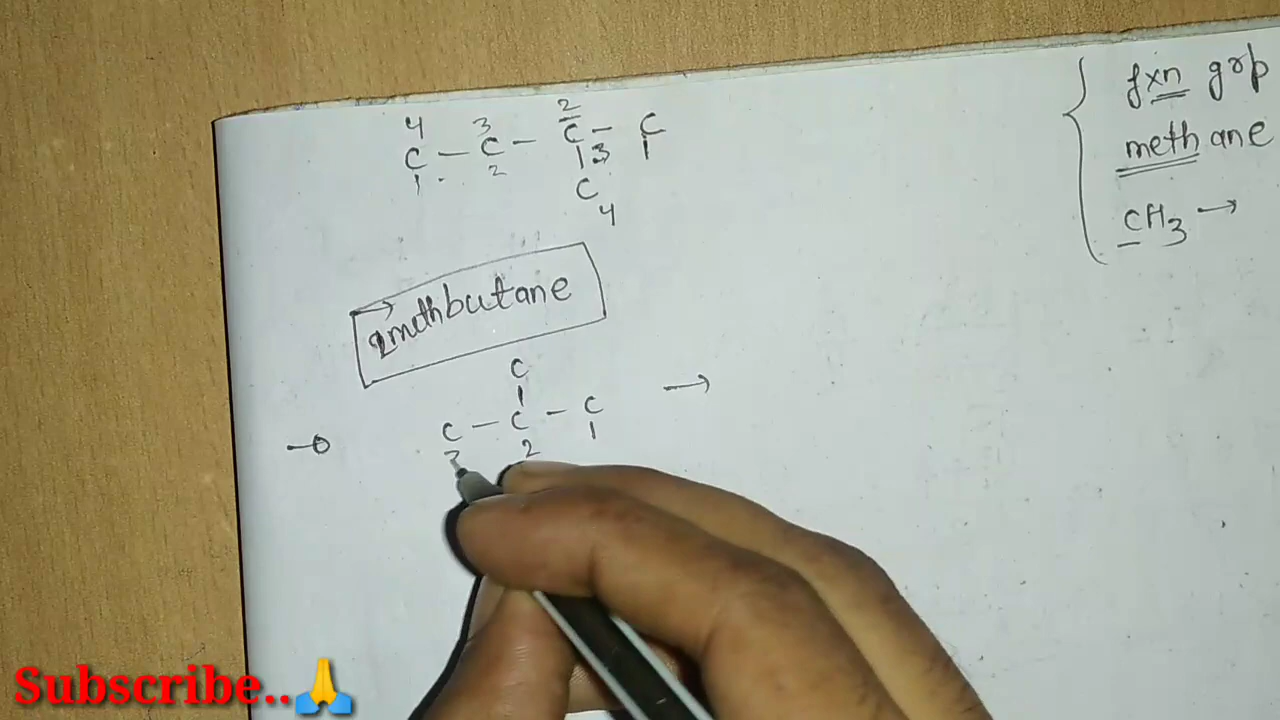 4 3 2
C - C - C - C
1 2 3 1
C
4
2methbutane
C
C - C - C →
3 2 1
fxn grp
methane
CH3 →
Subscribe..🙏